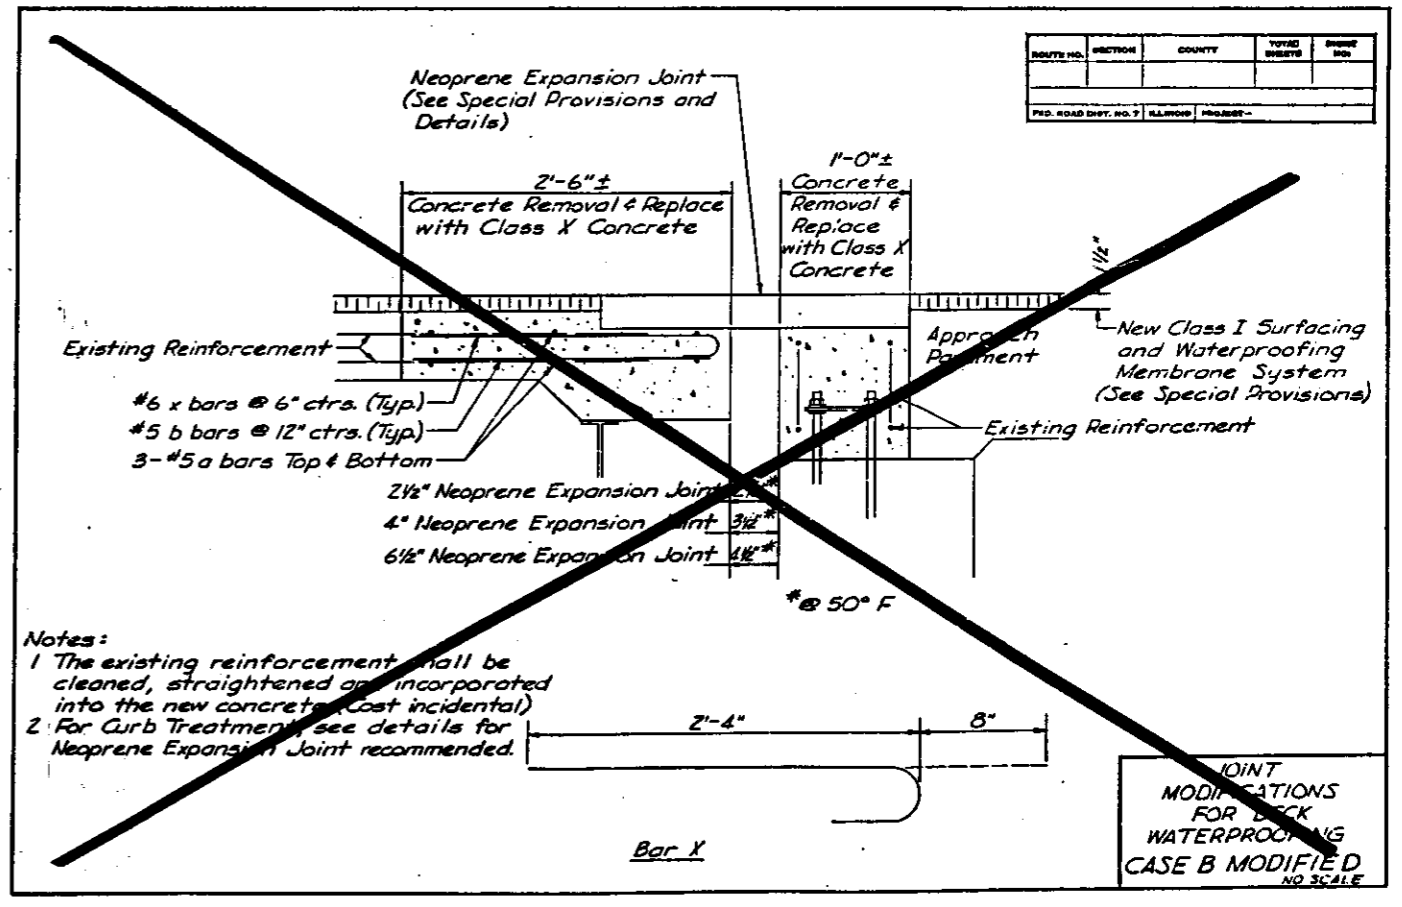 ROUTE NO. SECTION COUNTY TOTAL SHEETS SHEET NO.
FED. ROAD DIST. NO. 7 ILLINOIS PROJECT-
Neoprene Expansion Joint
(See Special Provisions and
Details)
2'-6"±
Concrete Removal & Replace
with Class X Concrete
1'-0"±
Concrete
Removal &
Replace
with Class X
Concrete
1½"
Existing Reinforcement
Approach
Pavement
New Class I Surfacing
and Waterproofing
Membrane System
(See Special Provisions)
#6 x bars @ 6" ctrs. (Typ.)
#5 b bars @ 12" ctrs. (Typ.)
3-#5 a bars Top & Bottom
Existing Reinforcement
2½" Neoprene Expansion Joint
4" Neoprene Expansion Joint 3½"*
6½" Neoprene Expansion Joint 4½"*
*@ 50° F
Notes:
1 The existing reinforcement shall be
cleaned, straightened and incorporated
into the new concrete (Cost incidental)
2 For Curb Treatment, see details for
Neoprene Expansion Joint recommended.
2'-4" 8"
Bar X
JOINT
MODIFICATIONS
FOR DECK
WATERPROOFING
CASE B MODIFIED
NO SCALE